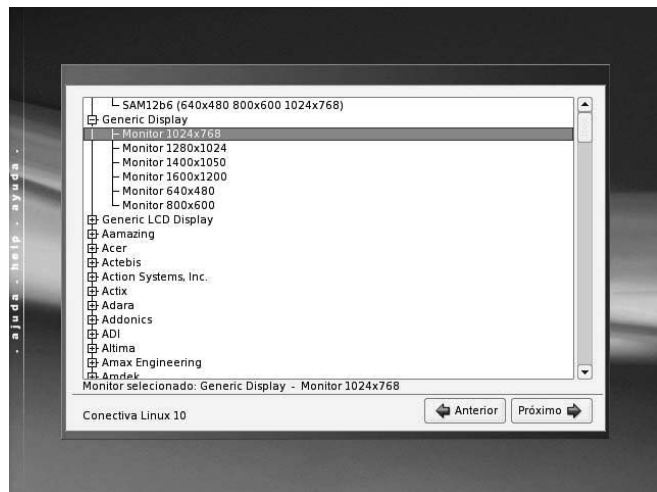 SAM12b6 (640x480 800x600 1024x768)
Generic Display
Monitor 1024x768
Monitor 1280x1024
Monitor 1400x1050
Monitor 1600x1200
Monitor 640x480
Monitor 800x600
Generic LCD Display
Aamazing
Acer
Actebis
Action Systems, Inc.
Actix
Adara
Addonics
ADI
Altima
Amax Engineering
Amdek
Monitor selecionado: Generic Display - Monitor 1024x768
Conectiva Linux 10
Anterior
Próximo
. ajuda . help . ayuda .